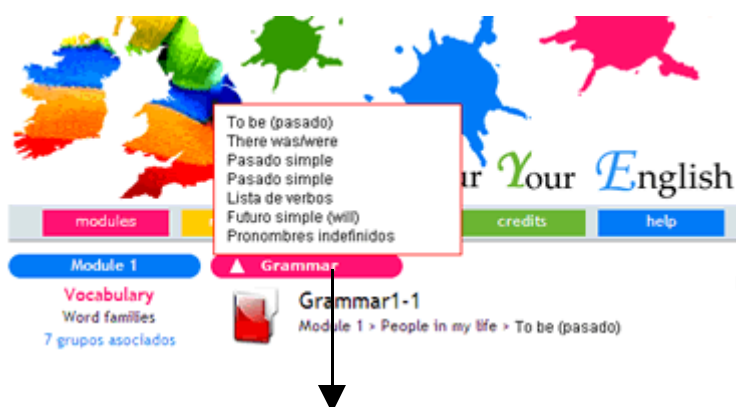 To be (pasado)
There was/were
Pasado simple
Pasado simple
Lista de verbos
Futuro simple (will)
Pronombres indefinidos
ur Your English
modules
credits
help
Module 1
Grammar
Vocabulary
Word families
7 grupos asociados
Grammar1-1
Module 1 > People in my life > To be (pasado)